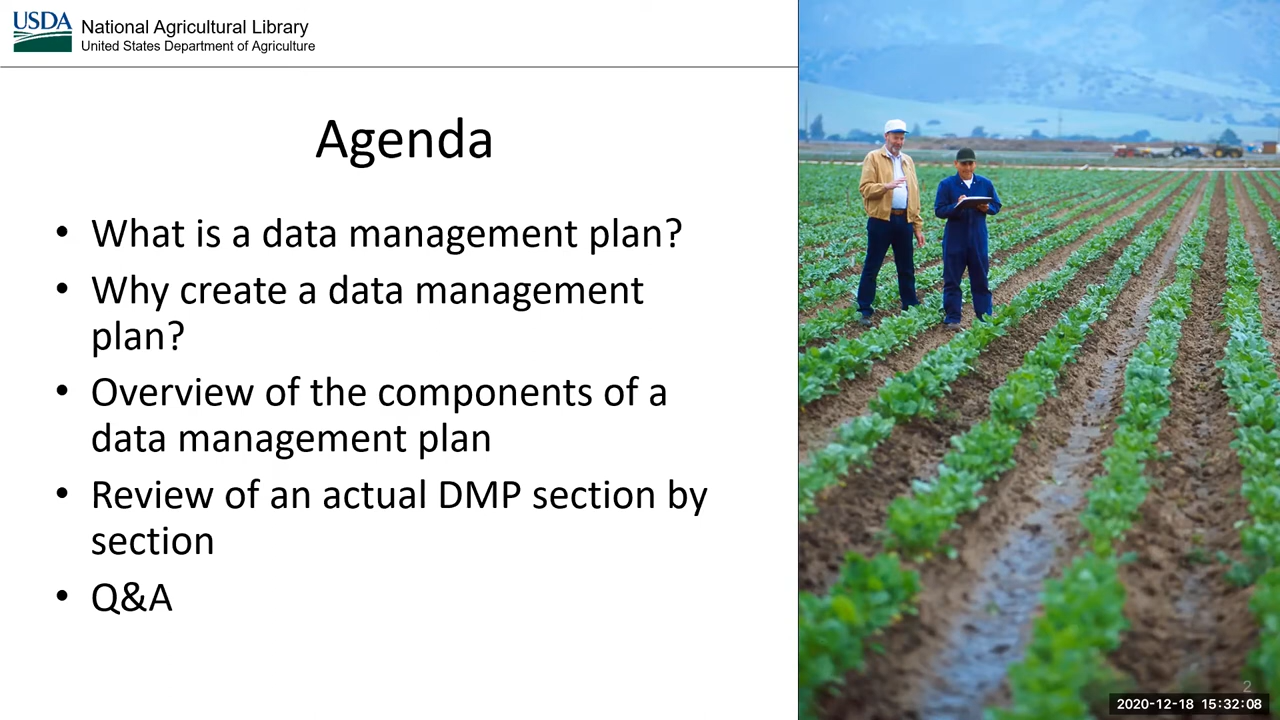 USDA
National Agricultural Library
United States Department of Agriculture
Agenda
• What is a data management plan?
• Why create a data management
plan?
• Overview of the components of a
data management plan
• Review of an actual DMP section by
section
• Q&A
2
2020-12-18 15:32:08